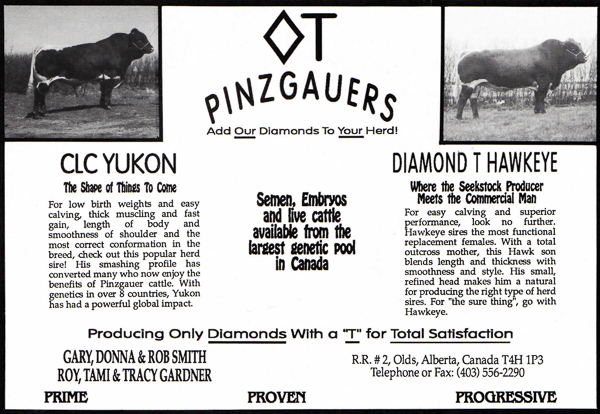 ◇T
PINZGAUERS
Add Our Diamonds To Your Herd!
CLC YUKON
The Shape of Things To Come
For low birth weights and easy
calving, thick muscling and fast
gain, length of body and
smoothness of shoulder and the
most correct conformation in the
breed, check out this popular herd
sire! His smashing profile has
converted many who now enjoy the
benefits of Pinzgauer cattle. With
genetics in over 8 countries, Yukon
has had a powerful global impact.
Semen, Embryos
and live cattle
available from the
largest genetic pool
in Canada
DIAMOND T HAWKEYE
Where the Seekstock Producer
Meets the Commercial Man
For easy calving and superior
performance, look no further.
Hawkeye sires the most functional
replacement females. With a total
outcross mother, this Hawk son
blends length and thickness with
smoothness and style. His small,
refined head makes him a natural
for producing the right type of herd
sires. For "the sure thing", go with
Hawkeye.
Producing Only Diamonds With a "T" for Total Satisfaction
GARY, DONNA & ROB SMITH
ROY, TAMI & TRACY GARDNER
R.R. # 2, Olds, Alberta, Canada T4H 1P3
Telephone or Fax: (403) 556-2290
PRIME PROVEN PROGRESSIVE